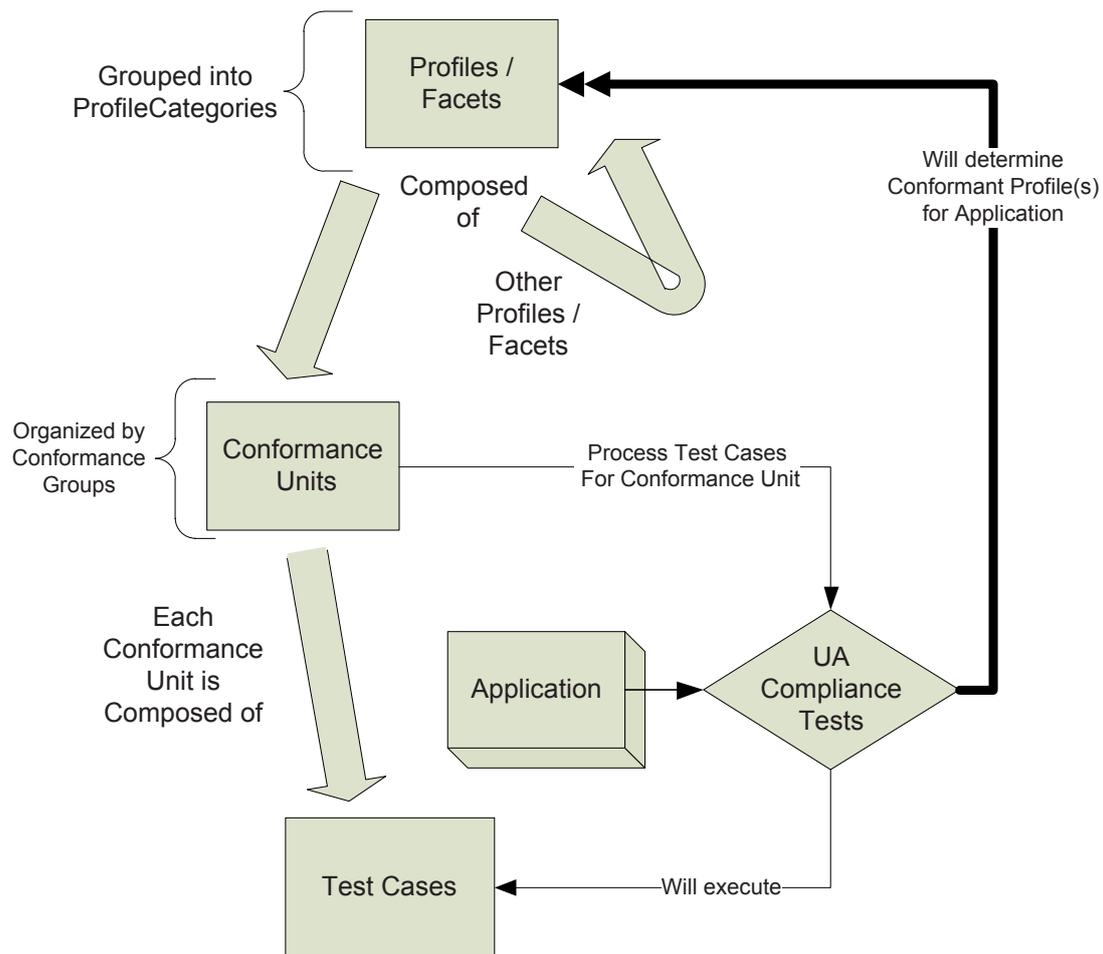 Grouped into
ProfileCategories
Profiles /
Facets
Will determine
Conformant Profile(s)
for Application
Composed
of
Other
Profiles /
Facets
Organized by
Conformance
Groups
Conformance
Units
Process Test Cases
For Conformance Unit
Each
Conformance
Unit is
Composed of
Application
UA
Compliance
Tests
Test Cases
Will execute